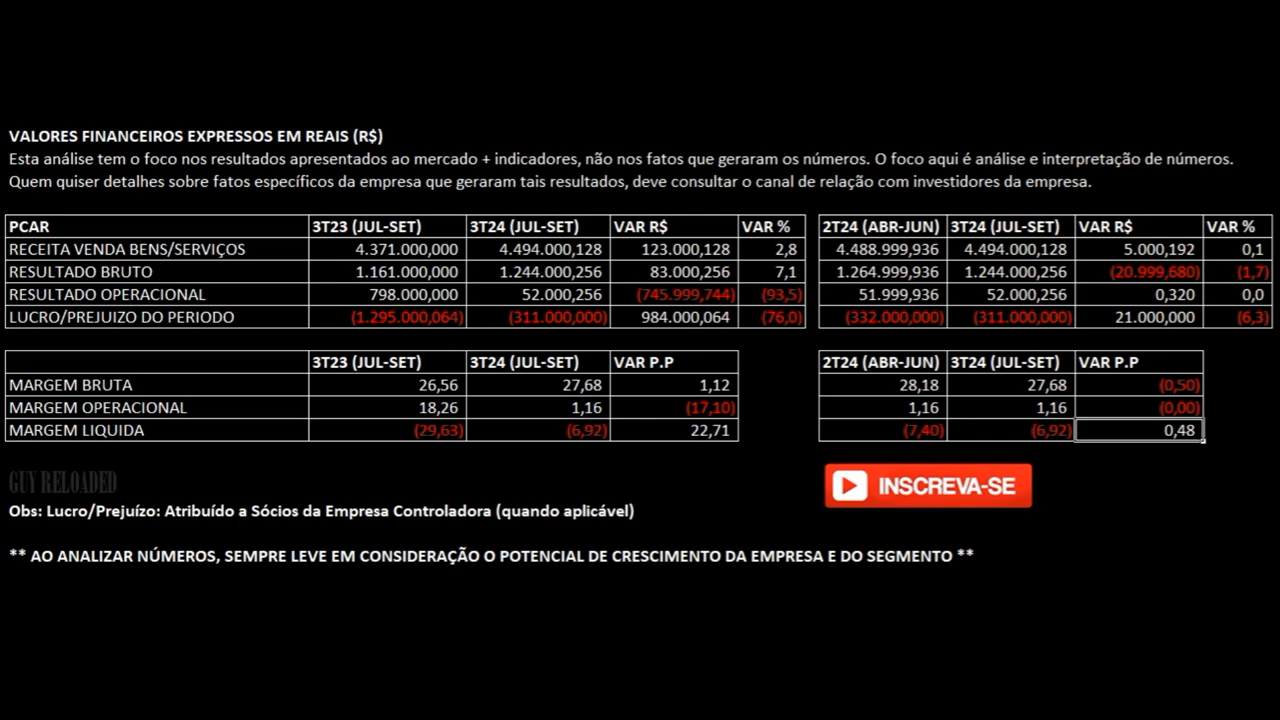 VALORES FINANCEIROS EXPRESSOS EM REAIS (R$)
Esta análise tem o foco nos resultados apresentados ao mercado + indicadores, não nos fatos que geraram os números. O foco aqui é análise e interpretação de números.
Quem quiser detalhes sobre fatos específicos da empresa que geraram tais resultados, deve consultar o canal de relação com investidores da empresa.
PCAR 3T23 (JUL-SET) 3T24 (JUL-SET) VAR R$ VAR % 2T24 (ABR-JUN) 3T24 (JUL-SET) VAR R$ VAR %
RECEITA VENDA BENS/SERVIÇOS 4.371.000,000 4.494.000,128 123.000,128 2,8 4.488.999,936 4.494.000,128 5.000,192 0,1
RESULTADO BRUTO 1.161.000,000 1.244.000,256 83.000,256 7,1 1.264.999,936 1.244.000,256 (20.999,680) (1,7)
RESULTADO OPERACIONAL 798.000,000 52.000,256 (745.999,744) (93,5) 51.999,936 52.000,256 0,320 0,0
LUCRO/PREJUIZO DO PERIODO (1.295.000,064) (311.000,000) 984.000,064 (76,0) (332.000,000) (311.000,000) 21.000,000 (6,3)
3T23 (JUL-SET) 3T24 (JUL-SET) VAR P.P 2T24 (ABR-JUN) 3T24 (JUL-SET) VAR P.P
MARGEM BRUTA 26,56 27,68 1,12 28,18 27,68 (0,50)
MARGEM OPERACIONAL 18,26 1,16 (17,10) 1,16 1,16 (0,00)
MARGEM LIQUIDA (29,63) (6,92) 22,71 (7,40) (6,92) 0,48
GUY RELOADED
INSCREVA-SE
Obs: Lucro/Prejuízo: Atribuído a Sócios da Empresa Controladora (quando aplicável)
** AO ANALIZAR NÚMEROS, SEMPRE LEVE EM CONSIDERAÇÃO O POTENCIAL DE CRESCIMENTO DA EMPRESA E DO SEGMENTO **